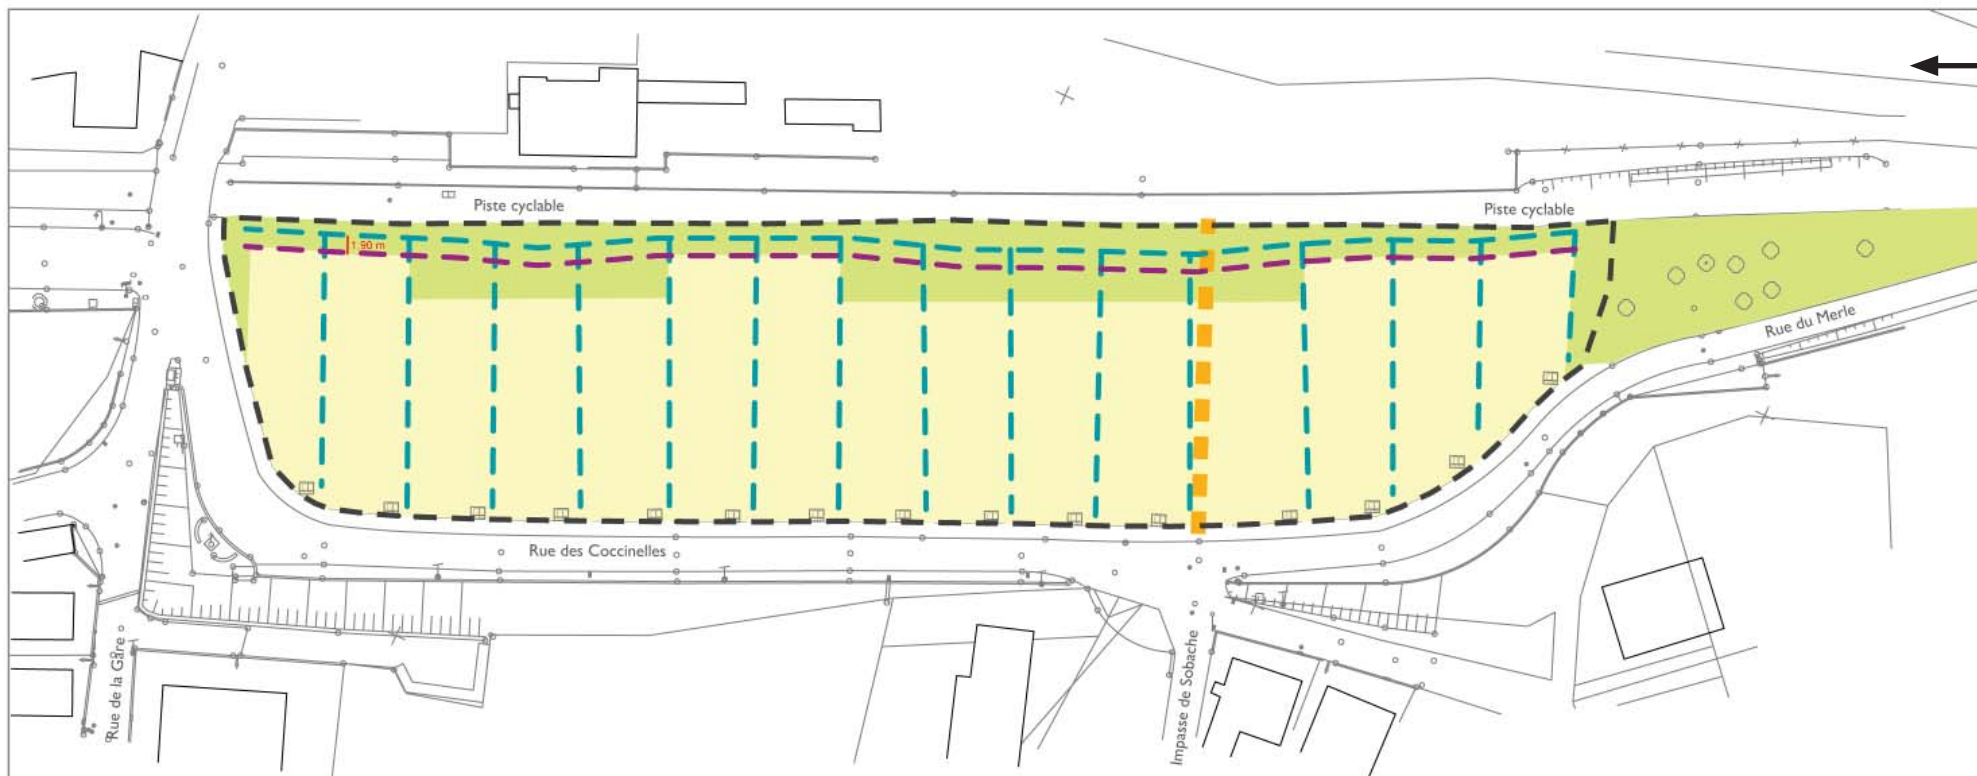 Piste cyclable
Piste cyclable
1.90 m
Rue du Merle
Rue des Coccinelles
Rue de la Gare
Impasse de Sobache